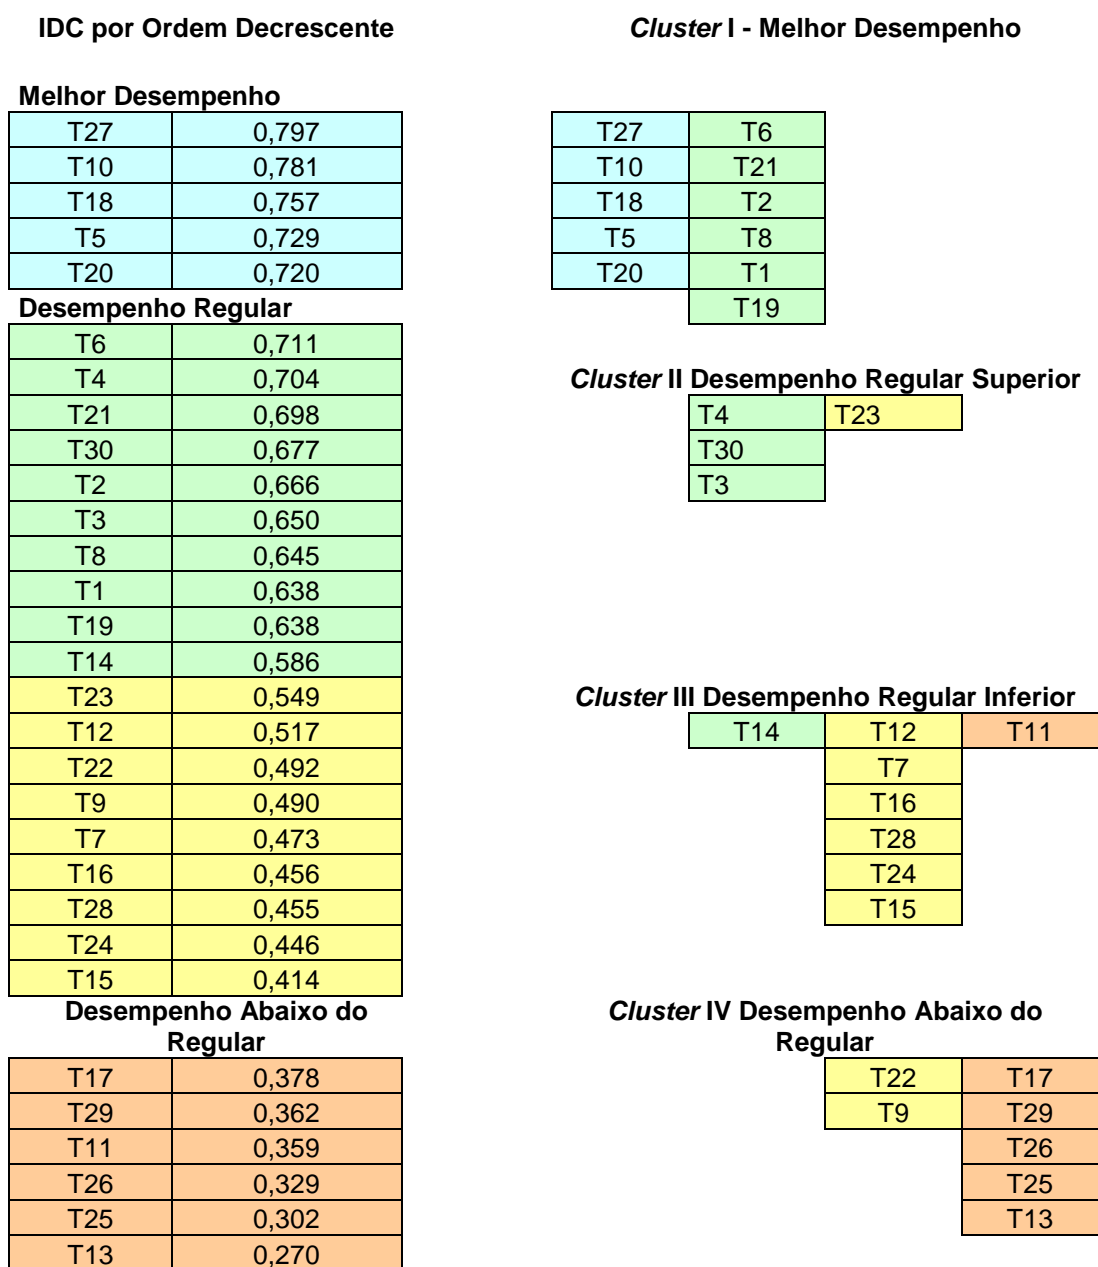 IDC por Ordem Decrescente
Melhor Desempenho
T27 0,797
T10 0,781
T18 0,757
T5 0,729
T20 0,720
Desempenho Regular
T6 0,711
T4 0,704
T21 0,698
T30 0,677
T2 0,666
T3 0,650
T8 0,645
T1 0,638
T19 0,638
T14 0,586
T23 0,549
T12 0,517
T22 0,492
T9 0,490
T7 0,473
T16 0,456
T28 0,455
T24 0,446
T15 0,414
Desempenho Abaixo do
Regular
T17 0,378
T29 0,362
T11 0,359
T26 0,329
T25 0,302
T13 0,270
Cluster I - Melhor Desempenho
T27 T6
T10 T21
T18 T2
T5 T8
T20 T1
T19
Cluster II Desempenho Regular Superior
T4 T23
T30
T3
Cluster III Desempenho Regular Inferior
T14 T12 T11
T7
T16
T28
T24
T15
Cluster IV Desempenho Abaixo do
Regular
T22 T17
T9 T29
T26
T25
T13